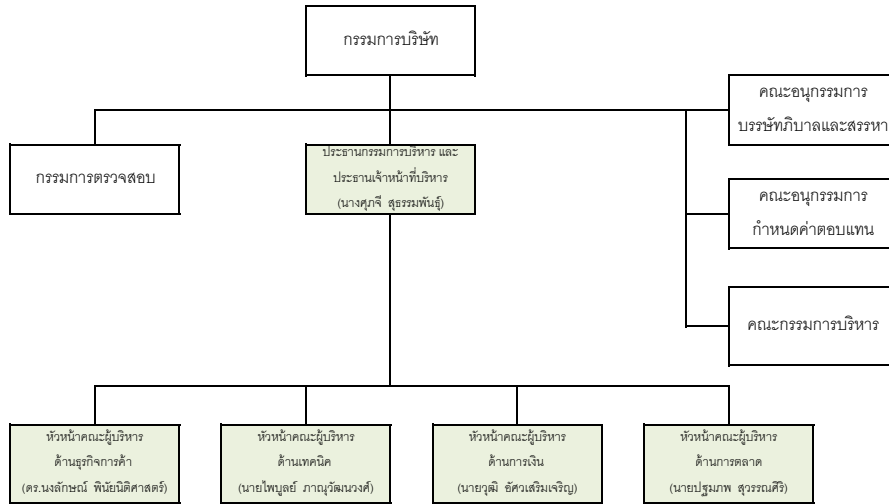 กรรมการบริษัท
คณะอนุกรรมการ
บรรษัทภิบาลและสรรหา
กรรมการตรวจสอบ
ประธานกรรมการบริหาร และ
ประธานเจ้าหน้าที่บริหาร
(นางศุภจี สุธรรมพันธุ์)
คณะอนุกรรมการ
กำหนดค่าตอบแทน
คณะกรรมการบริหาร
หัวหน้าคณะผู้บริหาร
ด้านธุรกิจการค้า
(ดร.นงลักษณ์ พินัยนิติศาสตร์)
หัวหน้าคณะผู้บริหาร
ด้านเทคนิค
(นายไพบูลย์ ภาณุวัฒนวงศ์)
หัวหน้าคณะผู้บริหาร
ด้านการเงิน
(นายวุฒิ อัศวเสริมเจริญ)
หัวหน้าคณะผู้บริหาร
ด้านการตลาด
(นายปฐมภพ สุวรรณศิริ)